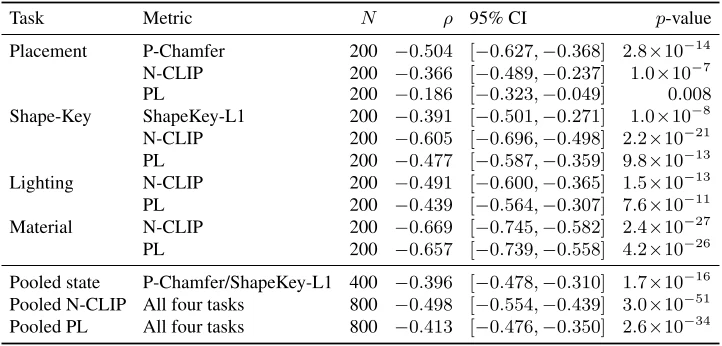 Task Metric N ρ 95% CI p-value
Placement P-Chamfer 200 −0.504 [−0.627, −0.368] 2.8×10⁻¹⁴
N-CLIP 200 −0.366 [−0.489, −0.237] 1.0×10⁻⁷
PL 200 −0.186 [−0.323, −0.049] 0.008
Shape-Key ShapeKey-L1 200 −0.391 [−0.501, −0.271] 1.0×10⁻⁸
N-CLIP 200 −0.605 [−0.696, −0.498] 2.2×10⁻²¹
PL 200 −0.477 [−0.587, −0.359] 9.8×10⁻¹³
Lighting N-CLIP 200 −0.491 [−0.600, −0.365] 1.5×10⁻¹³
PL 200 −0.439 [−0.564, −0.307] 7.6×10⁻¹¹
Material N-CLIP 200 −0.669 [−0.745, −0.582] 2.4×10⁻²⁷
PL 200 −0.657 [−0.739, −0.558] 4.2×10⁻²⁶
Pooled state P-Chamfer/ShapeKey-L1 400 −0.396 [−0.478, −0.310] 1.7×10⁻¹⁶
Pooled N-CLIP All four tasks 800 −0.498 [−0.554, −0.439] 3.0×10⁻⁵¹
Pooled PL All four tasks 800 −0.413 [−0.476, −0.350] 2.6×10⁻³⁴